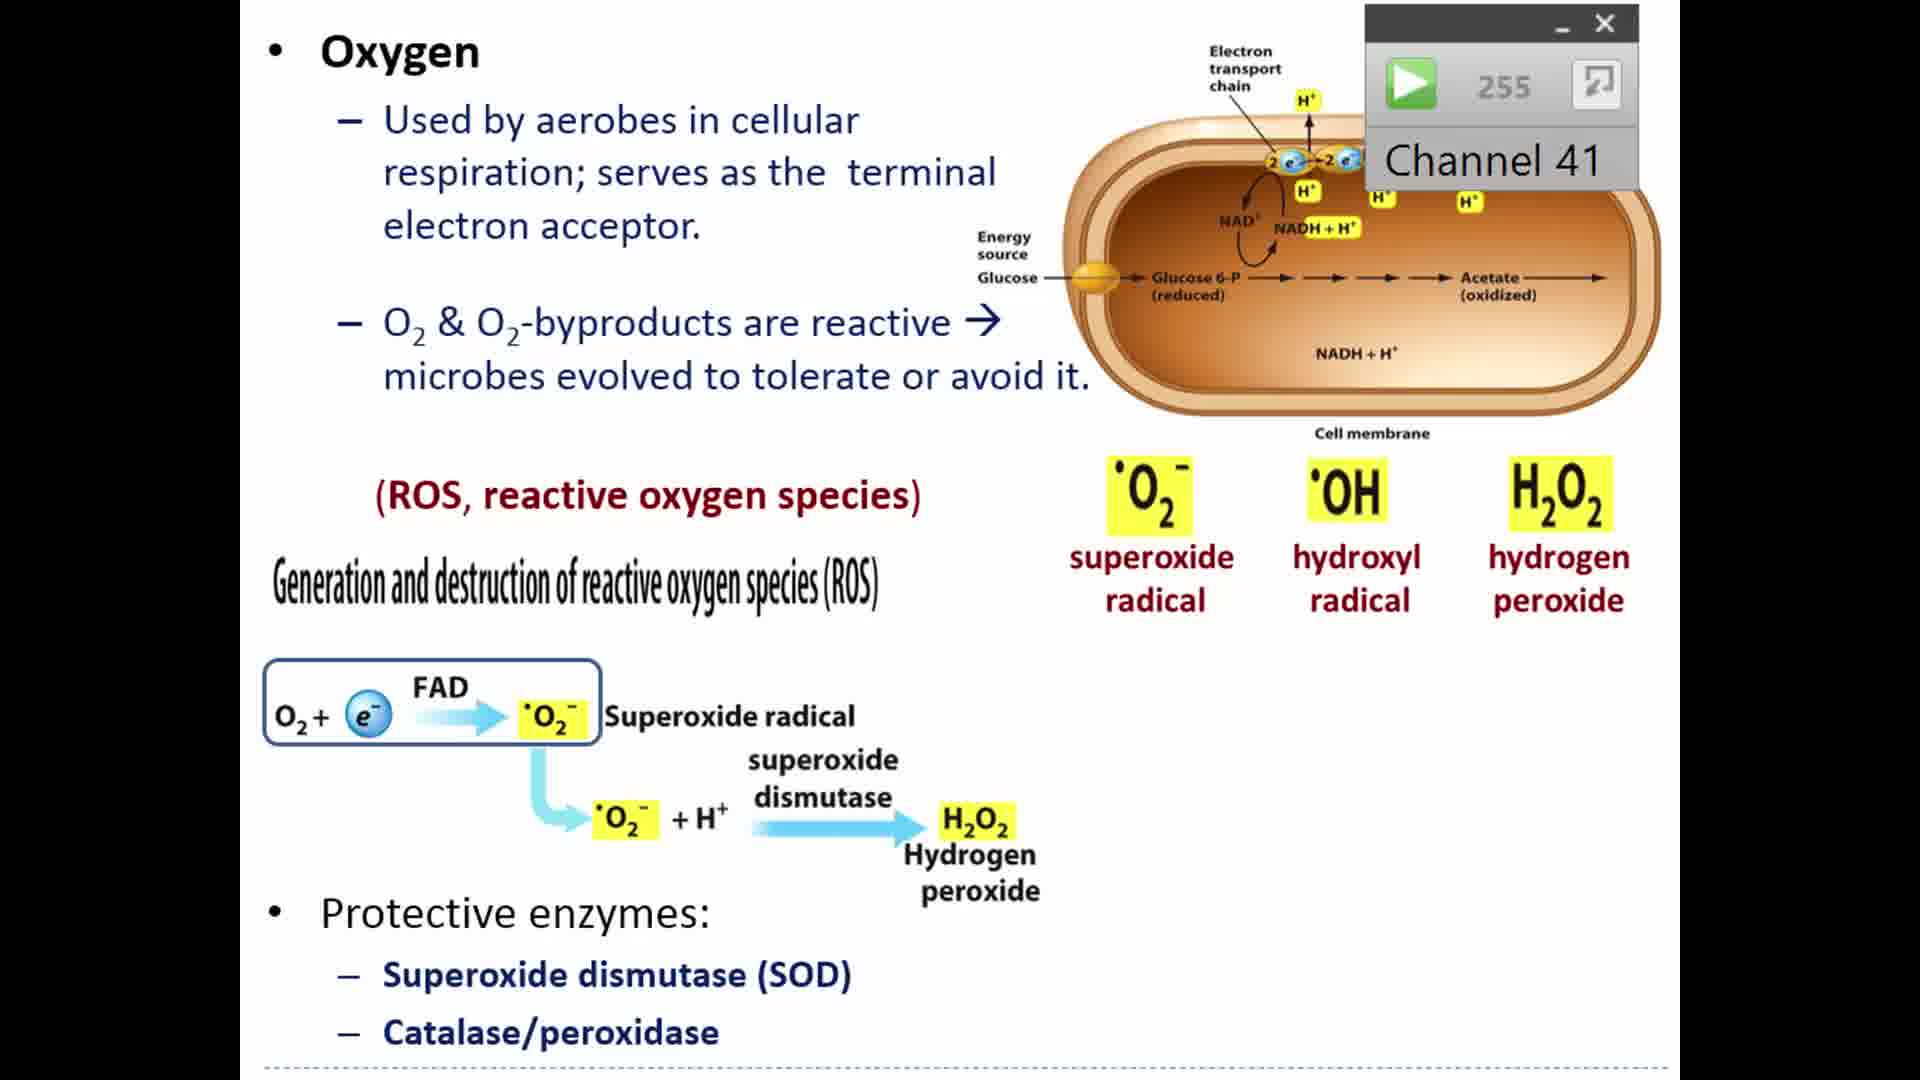 • Oxygen
– Used by aerobes in cellular
respiration; serves as the terminal
electron acceptor.
– O₂ & O₂-byproducts are reactive →
microbes evolved to tolerate or avoid it.
(ROS, reactive oxygen species)
Electron
transport
chain
H⁺
2 e⁻ 2 e⁻
H⁺
H⁺
H⁺
NAD⁺
NADH + H⁺
Energy
source
Glucose
Glucose 6-P
(reduced)
Acetate
(oxidized)
NADH + H⁺
Cell membrane
255
Channel 41
•O₂⁻
superoxide
radical
•OH
hydroxyl
radical
H₂O₂
hydrogen
peroxide
Generation and destruction of reactive oxygen species (ROS)
O₂ + e⁻ FAD •O₂⁻ Superoxide radical
•O₂⁻ + H⁺
superoxide
dismutase
H₂O₂
Hydrogen
peroxide
• Protective enzymes:
– Superoxide dismutase (SOD)
– Catalase/peroxidase